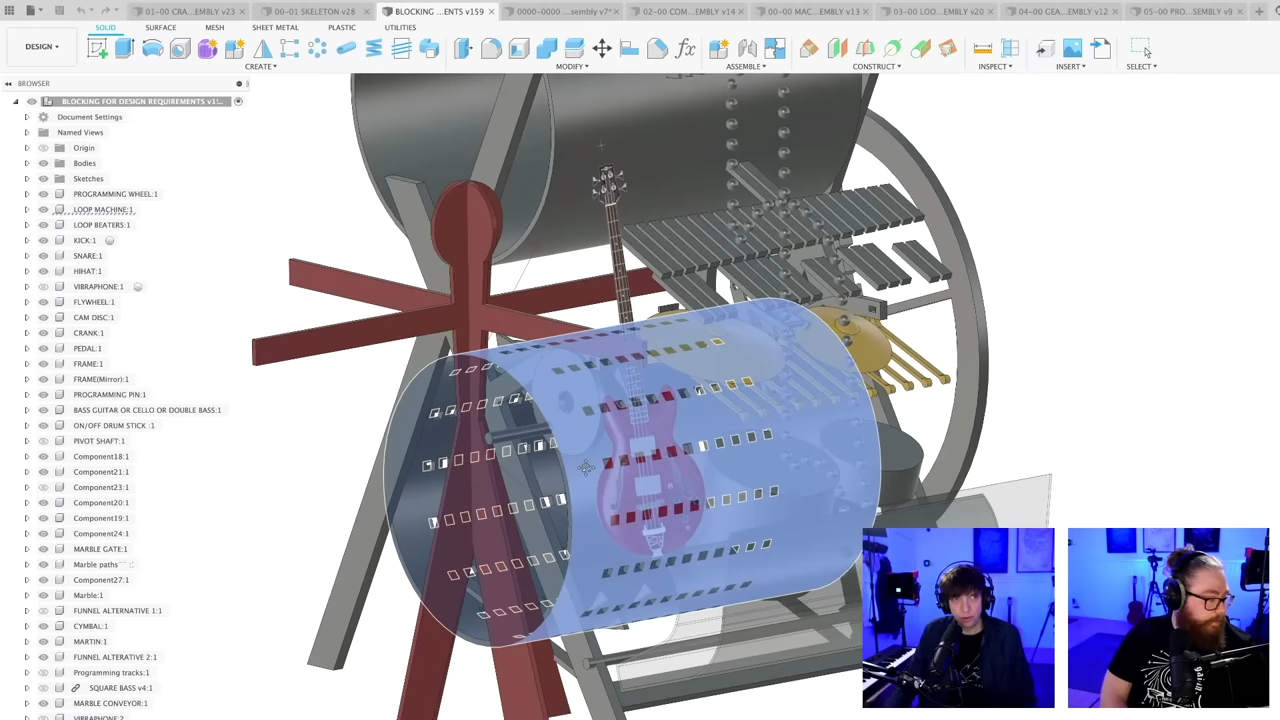 01–00 CRA...EMBLY v23
00–01 SKELETON v28
BLOCKING ...ENTS v159
0000–0000 ...sembly v7*
02–00 COM...EMBLY v14
00–00 MAC...EMBLY v13
03–00 LOO...EMBLY v20
04–00 GEA...EMBLY v12
05–00 PRO...SEMBLY v9
SOLID
SURFACE
MESH
SHEET METAL
PLASTIC
UTILITIES
DESIGN
CREATE
MODIFY
ASSEMBLE
CONSTRUCT
INSPECT
INSERT
SELECT
BROWSER
BLOCKING FOR DESIGN REQUIREMENTS v1'...
Document Settings
Named Views
Origin
Bodies
Sketches
PROGRAMMING WHEEL:1
LOOP MACHINE:1
LOOP BEATERS:1
KICK:1
SNARE:1
HIHAT:1
VIBRAPHONE:1
FLYWHEEL:1
CAM DISC:1
CRANK:1
PEDAL:1
FRAME:1
FRAME(Mirror):1
PROGRAMMING PIN:1
BASS GUITAR OR CELLO OR DOUBLE BASS:1
ON/OFF DRUM STICK :1
PIVOT SHAFT:1
Component18:1
Component21:1
Component23:1
Component20:1
Component19:1
Component24:1
MARBLE GATE:1
Marble paths
Component27:1
Marble:1
FUNNEL ALTERNATIVE 1:1
CYMBAL:1
MARTIN:1
FUNNEL ALTERATIVE 2:1
Programming tracks:1
SQUARE BASS v4:1
MARBLE CONVEYOR:1
VIBRAPHONE:2